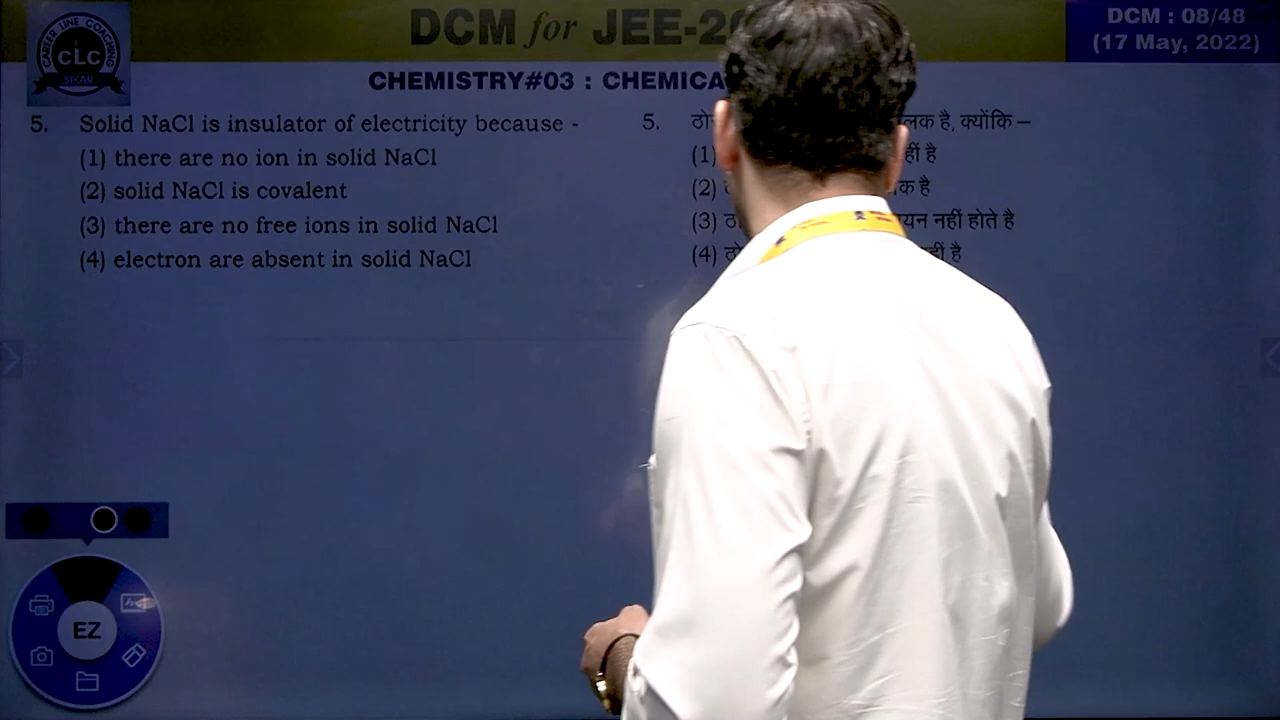 CAREER LINE COACHING
CLC
SIKAR
DCM for JEE-20
DCM : 08/48
(17 May, 2022)
CHEMISTRY#03 : CHEMICA
5. Solid NaCl is insulator of electricity because -
(1) there are no ion in solid NaCl
(2) solid NaCl is covalent
(3) there are no free ions in solid NaCl
(4) electron are absent in solid NaCl
5. है, क्योंकि –
(1) है
(2) है
(3) नहीं होते है
(4) है
EZ